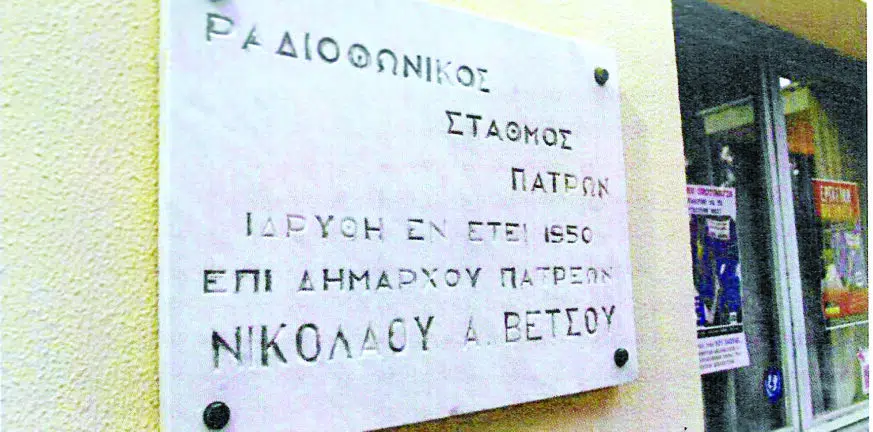 ΡΑΔΙΟΦΩΝΙΚΟΣ
ΣΤΑΘΜΟΣ
ΠΑΤΡΩΝ
ΙΔΡΥΘΗ ΕΝ ΕΤΕΙ 1950
ΕΠΙ ΔΗΜΑΡΧΟΥ ΠΑΤΡΕΩΝ
ΝΙΚΟΛΑΟΥ Α. ΒΕΤΣΟΥ